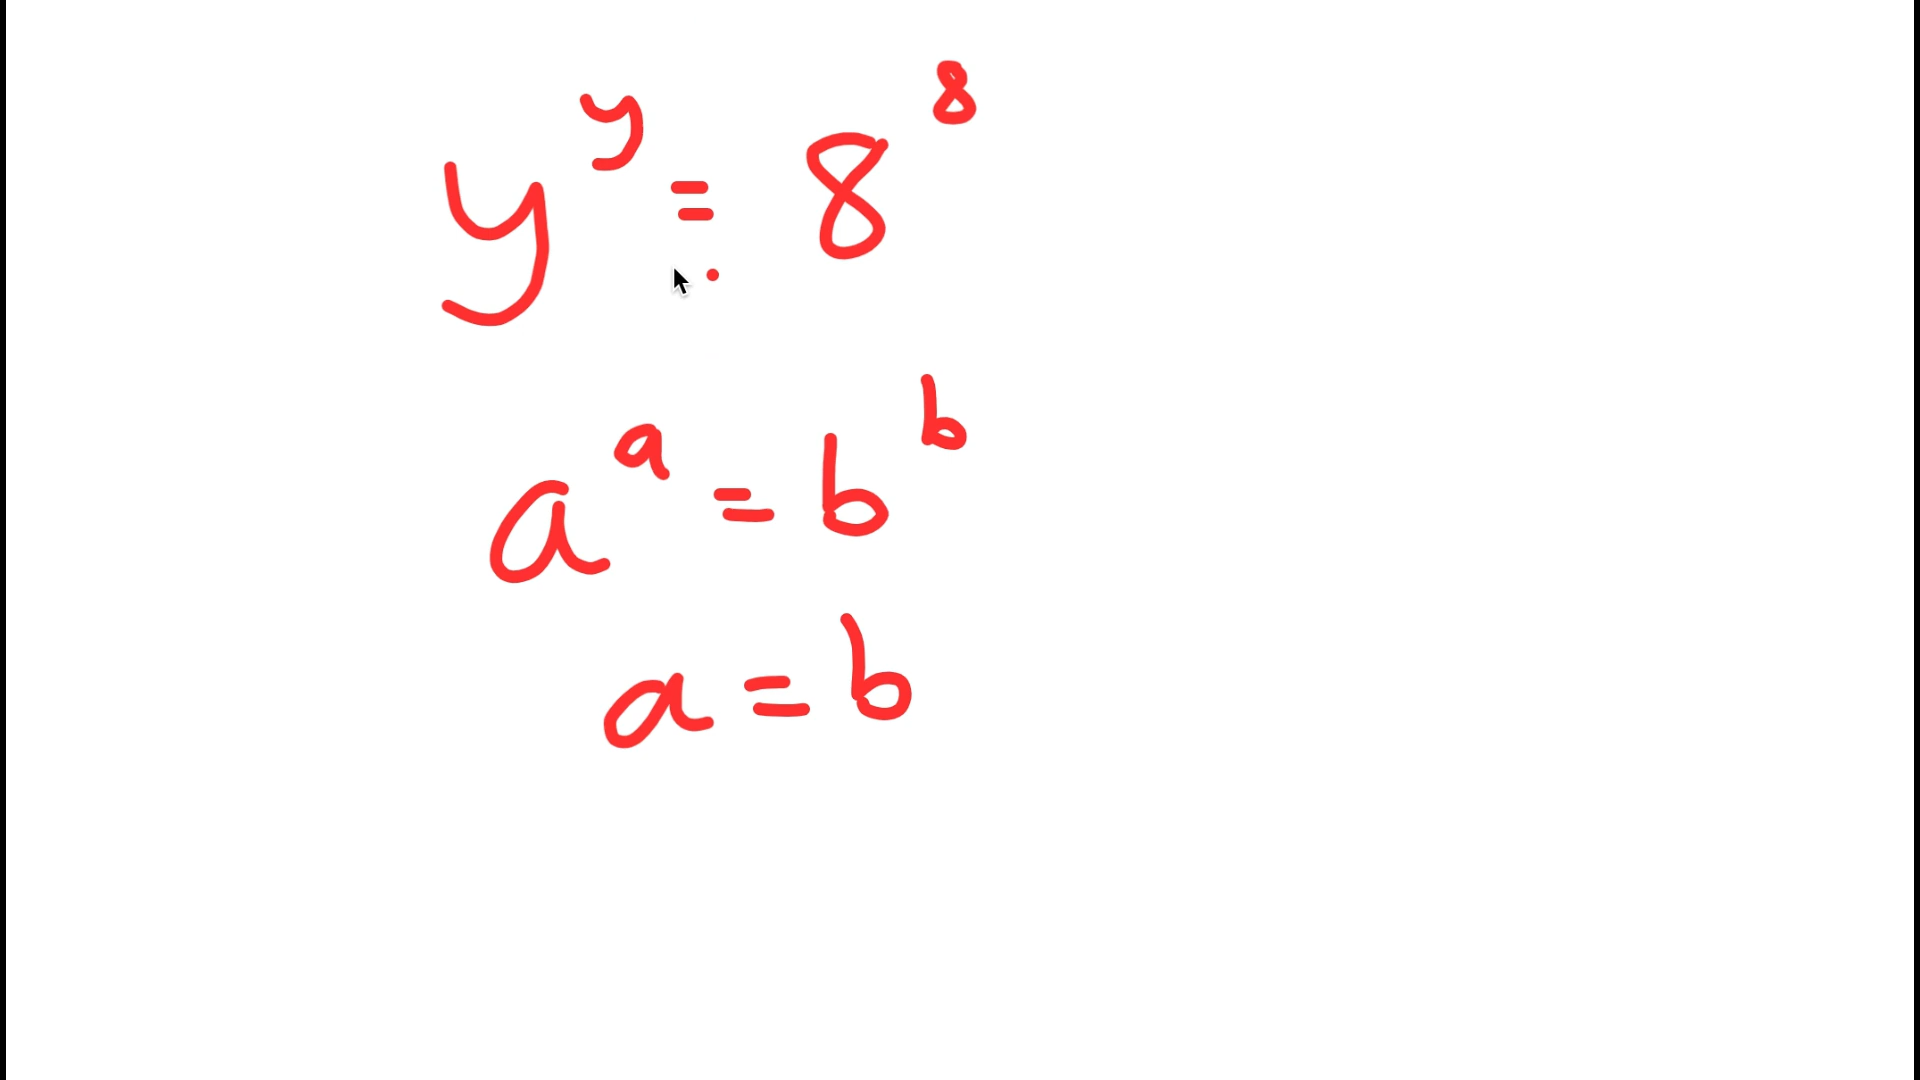 y^y = 8^8
a^a = b^b
a = b